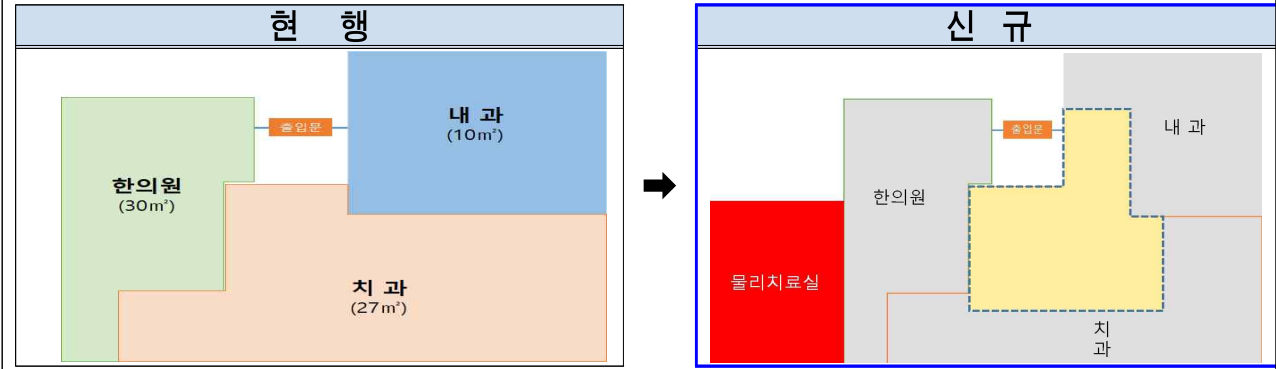 현 행
내 과
(10㎡)
출입문
한의원
(30㎡)
치 과
(27㎡)
신 규
내 과
출입문
한의원
물리치료실
치
과